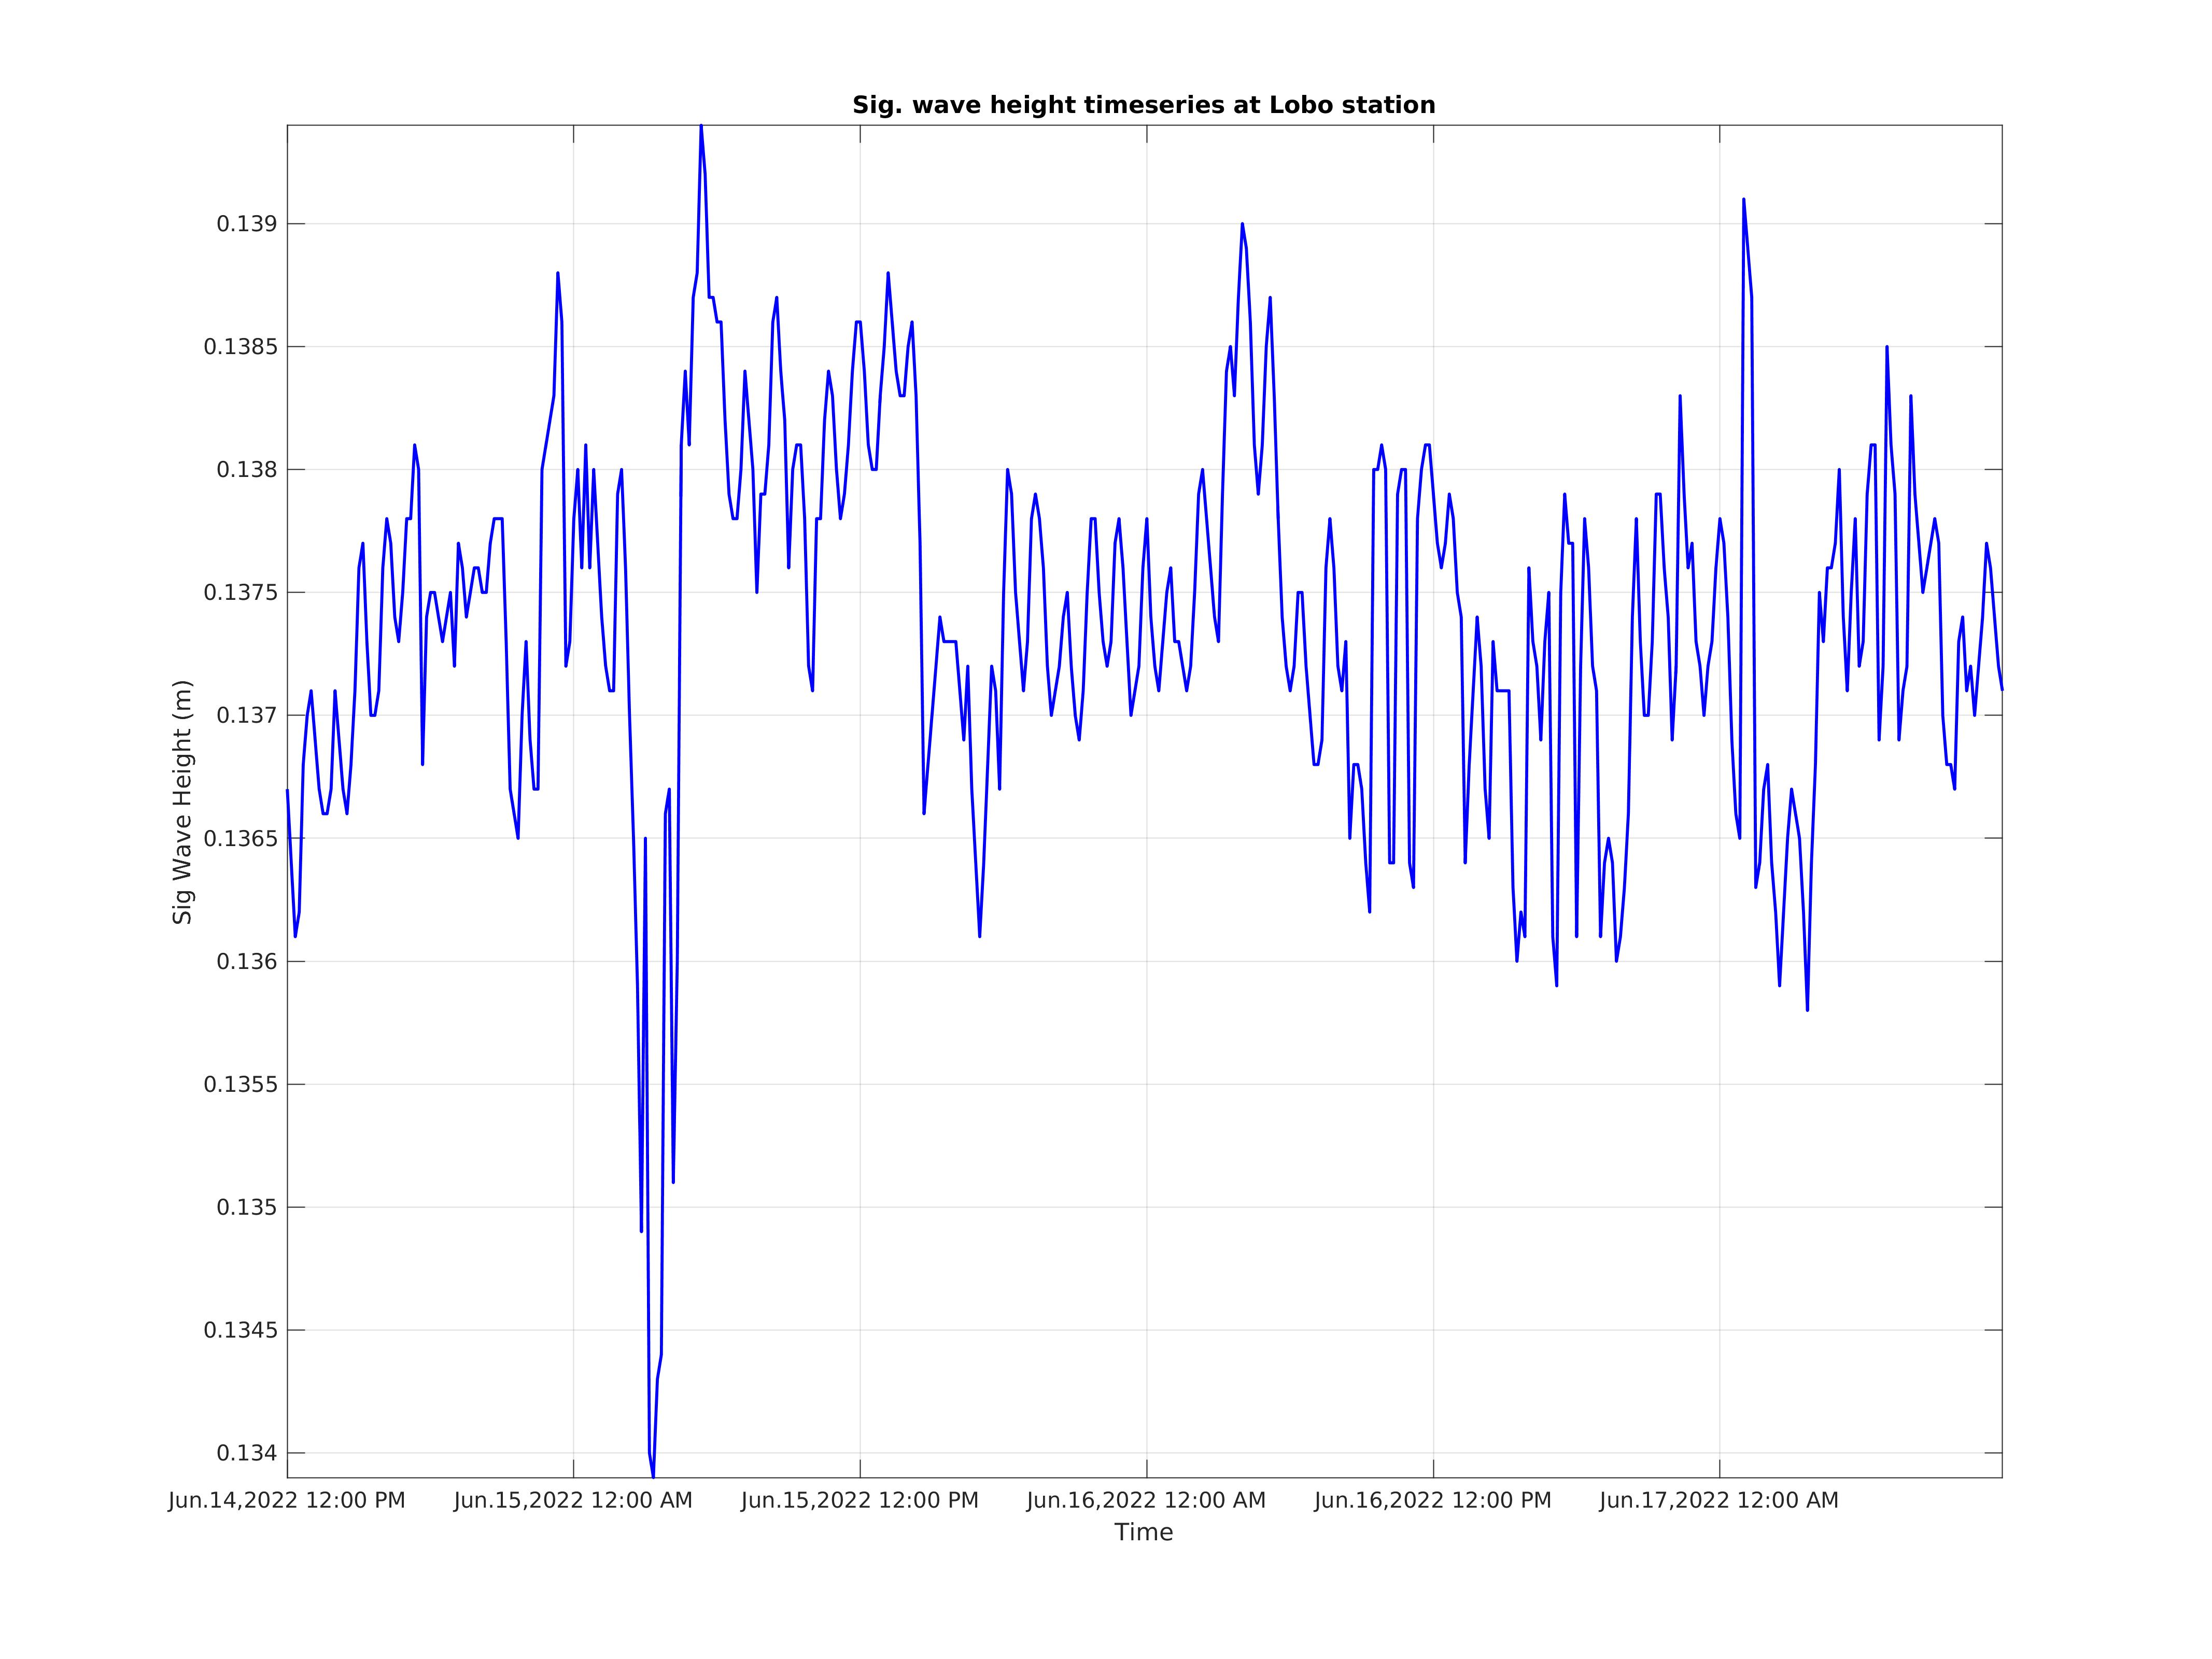 Sig. wave height timeseries at Lobo station
0.139
0.1385
0.138
0.1375
0.137
0.1365
0.136
0.1355
0.135
0.1345
0.134
Sig Wave Height (m)
Jun.14,2022 12:00 PM Jun.15,2022 12:00 AM Jun.15,2022 12:00 PM Jun.16,2022 12:00 AM Jun.16,2022 12:00 PM Jun.17,2022 12:00 AM
Time